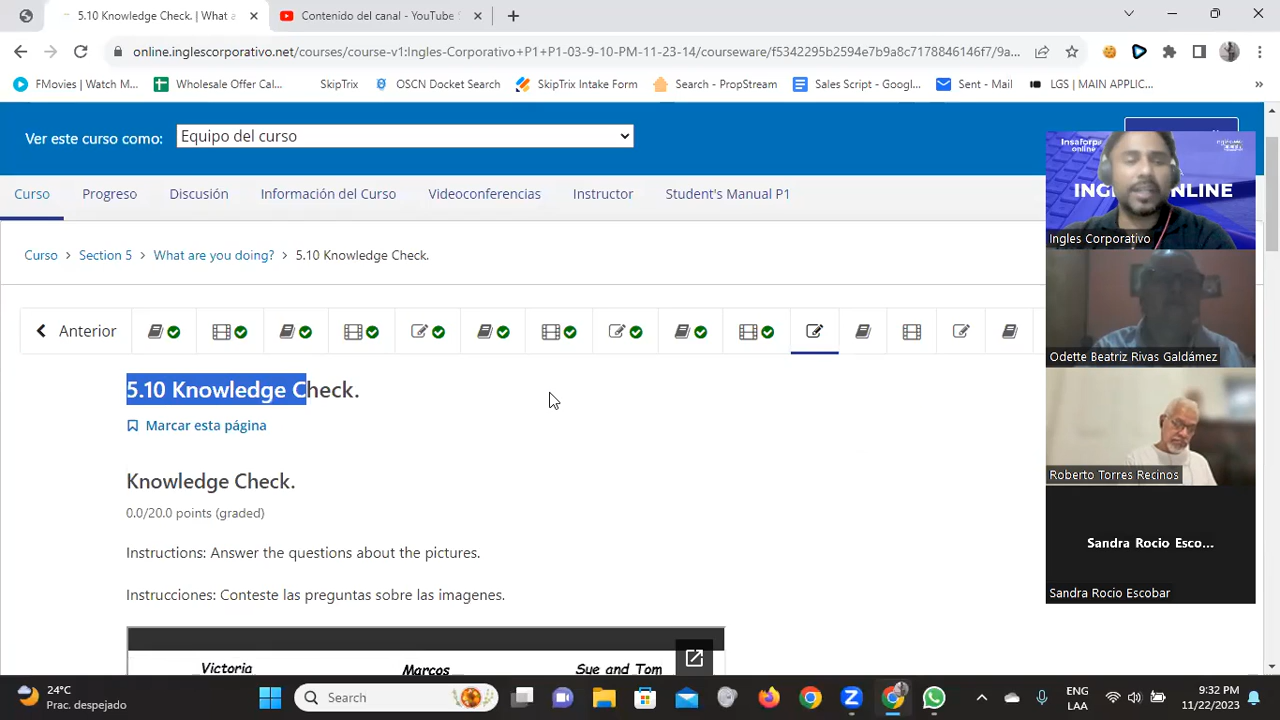 5.10 Knowledge Check. | What a
Contenido del canal - YouTube S
online.inglescorporativo.net/courses/course-v1:Ingles-Corporativo+P1+P1-03-9-10-PM-11-23-14/courseware/f5342295b2594e7b9a8c7178846146f7/9a...
FMovies | Watch M...
Wholesale Offer Cal...
SkipTrix
OSCN Docket Search
SkipTrix Intake Form
Search - PropStream
Sales Script - Googl...
Sent - Mail
LGS | MAIN APPLIC...
»
Ver este curso como:
Equipo del curso
Curso
Progreso
Discusión
Información del Curso
Videoconferencias
Instructor
Student's Manual P1
Curso > Section 5 > What are you doing? > 5.10 Knowledge Check.
Anterior
5.10 Knowledge Check.
Marcar esta página
Knowledge Check.
0.0/20.0 points (graded)
Instructions: Answer the questions about the pictures.
Instrucciones: Conteste las preguntas sobre las imagenes.
Victoria
Marcos
Sue and Tom
online
Ingles Corporativo
Odette Beatriz Rivas Galdámez
Roberto Torres Recinos
Sandra Rocio Esco...
Sandra Rocio Escobar
24°C
Prac. despejado
Search
ENG
LAA
9:32 PM
11/22/2023